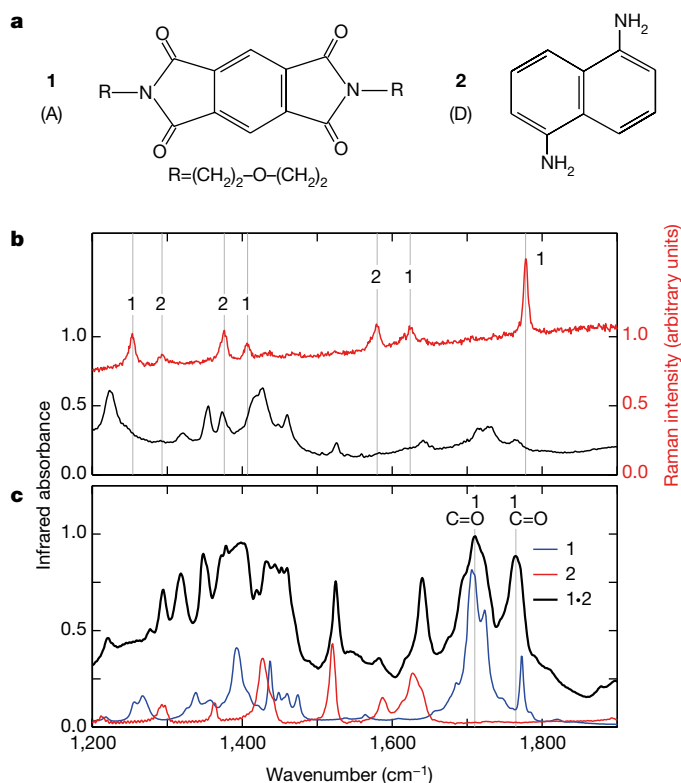 a
1
(A)
O
O
R
N
N
R
O
O
R=(CH2)2–O–(CH2)2
2
(D)
NH2
NH2
b
1
2
2
1
2
1
1
1.0
0.5
0.0
1.0
0.5
0.0
Infrared absorbance
Raman intensity (arbitrary units)
c
1
C=O
1
C=O
1
2
1•2
1.0
0.5
0.0
1,200
1,400
1,600
1,800
Wavenumber (cm–1)